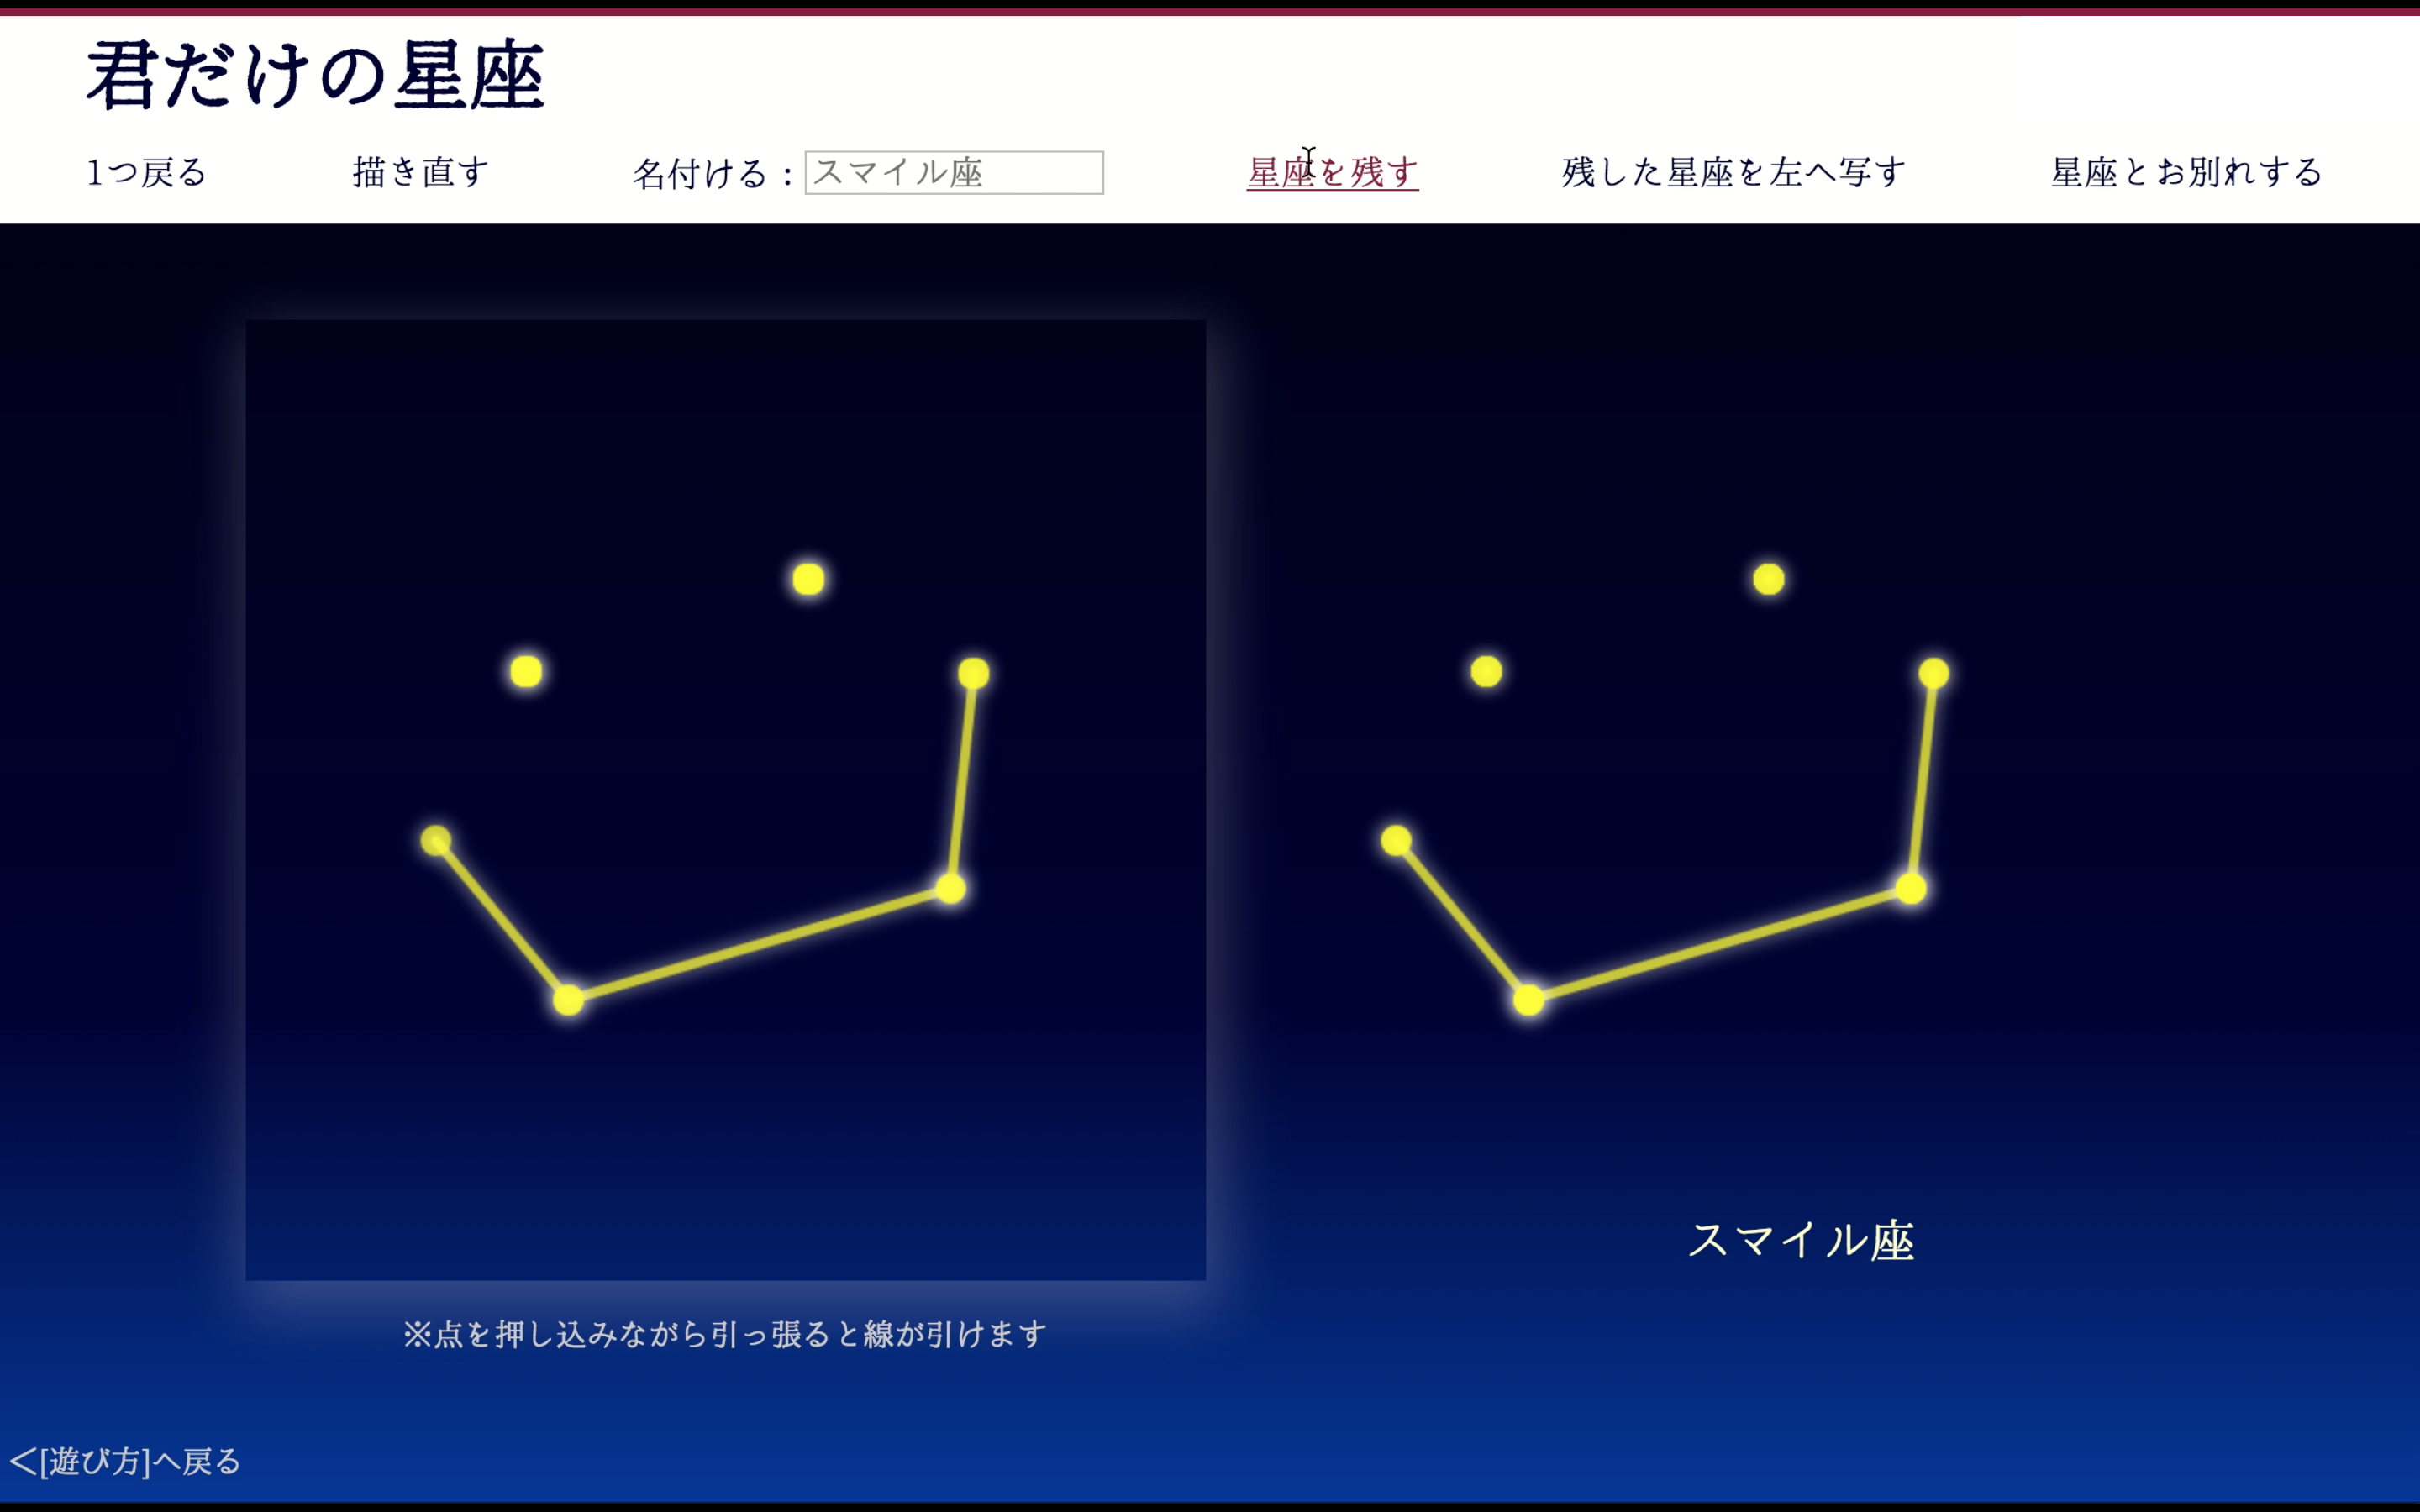 君だけの星座
1つ戻る 描き直す 名付ける：スマイル座 星座を残す 残した星座を左へ写す 星座とお別れする
スマイル座
※点を押し込みながら引っ張ると線が引けます
＜[遊び方]へ戻る